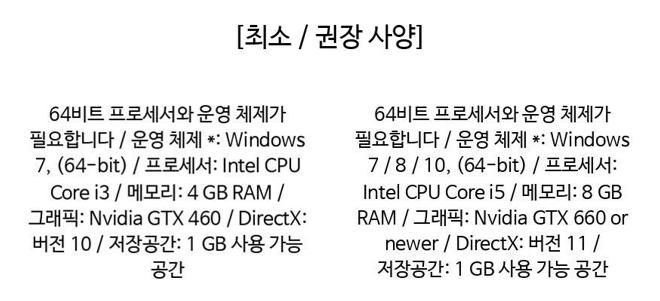 [최소 / 권장 사양]
64비트 프로세서와 운영 체제가
필요합니다 / 운영 체제 *: Windows
7, (64-bit) / 프로세서: Intel CPU
Core i3 / 메모리: 4 GB RAM /
그래픽: Nvidia GTX 460 / DirectX:
버전 10 / 저장공간: 1 GB 사용 가능
공간
64비트 프로세서와 운영 체제가
필요합니다 / 운영 체제 *: Windows
7 / 8 / 10, (64-bit) / 프로세서:
Intel CPU Core i5 / 메모리: 8 GB
RAM / 그래픽: Nvidia GTX 660 or
newer / DirectX: 버전 11 /
저장공간: 1 GB 사용 가능 공간